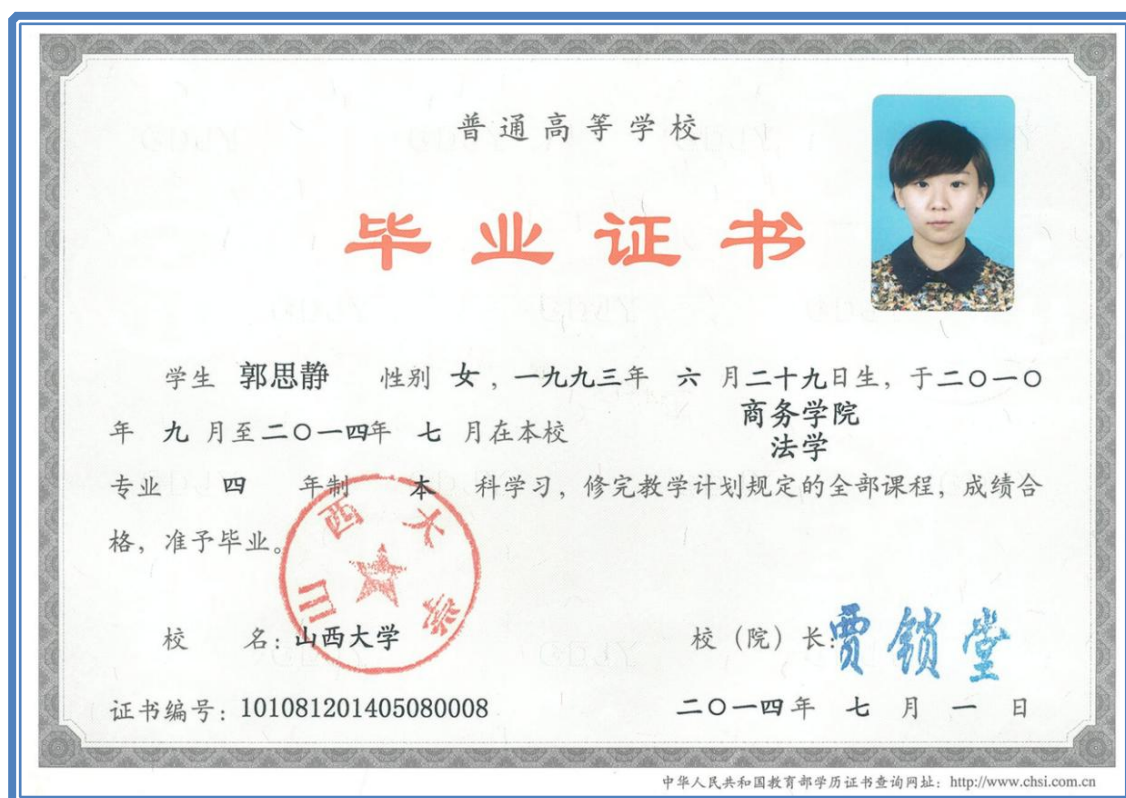 普通高等学校
毕业证书
学生 郭思静 性别 女，一九九三年 六 月二十九日生，于二〇一〇
年 九 月至二〇一四年 七 月在本校 商务学院
法学
专业 四 年制 本 科学习，修完教学计划规定的全部课程，成绩合
格，准予毕业。
山西大学
校 名：山西大学 校（院）长：贾锁堂
证书编号：101081201405080008 二〇一四年 七 月 一 日
中华人民共和国教育部学历证书查询网址：http://www.chsi.com.cn